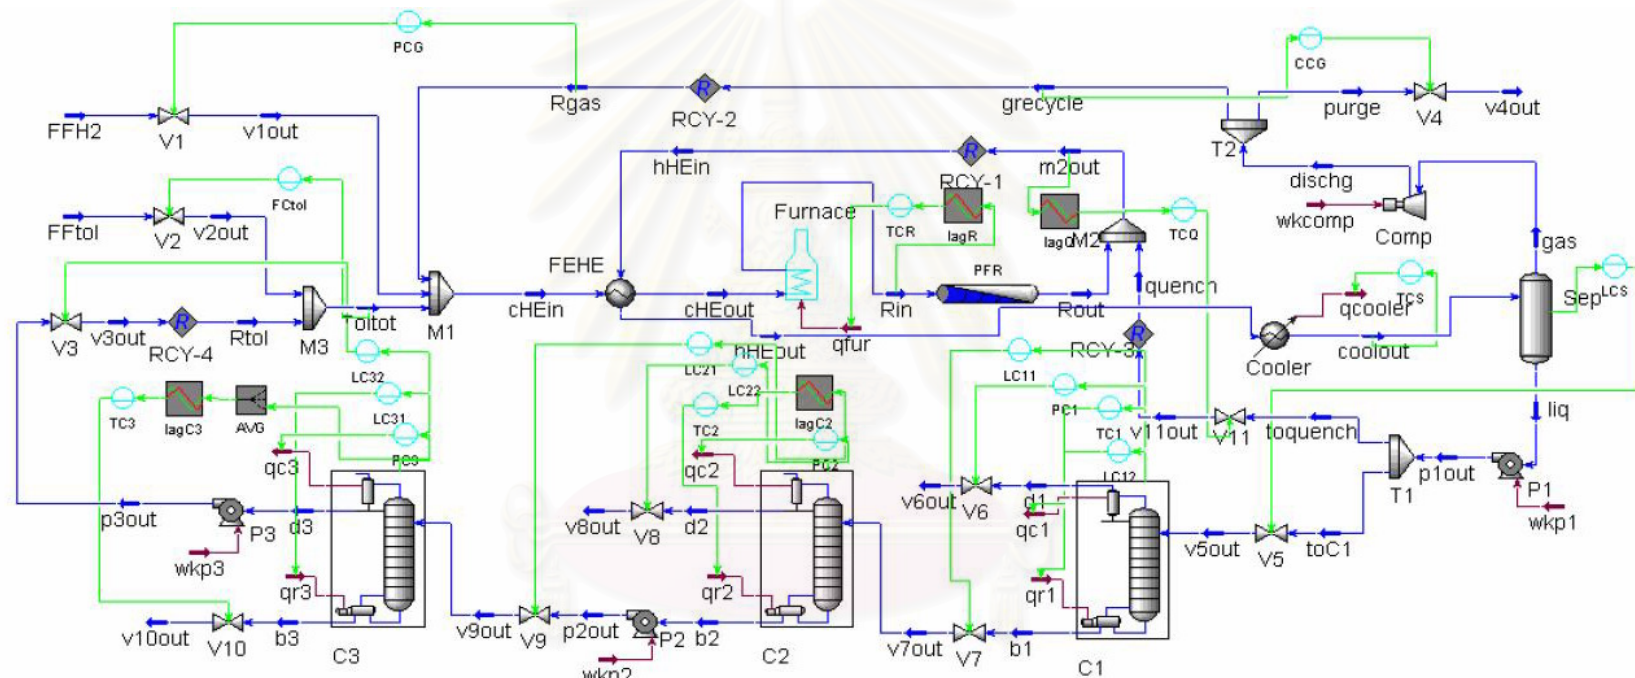 PCG
CCG
Rgas
RCY-2
grecycle
purge
V4
v4out
FFH2
V1
v1out
T2
hHEin
RCY-1
m2out
dischg
wkcomp
Comp
gas
FCtol
FFtol
V2
v2out
Furnace
TCR
lagR
M2
TCQ
FEHE
PFR
quench
qcooler
TCS
Sep
LCS
cHEin
cHEout
Rin
Rout
V3
v3out
RCY-4
Rtol
M3
M1
hHEout
qfur
RCY-3
Cooler
coolout
LC32
LC21
LC22
LC11
liq
TC3
lagC3
AVG
LC31
TC2
lagC2
PC1
TC1
v11out
V11
toquench
qc3
PC3
qc2
PC2
LC12
T1
p1out
P1
wkp1
p3out
P3
d3
v8out
V8
d2
v6out
V6
d1
qc1
v5out
V5
toC1
wkp3
qr3
qr2
qr1
v10out
V10
b3
v9out
V9
p2out
P2
b2
v7out
V7
b1
C3
wkp2
C2
C1